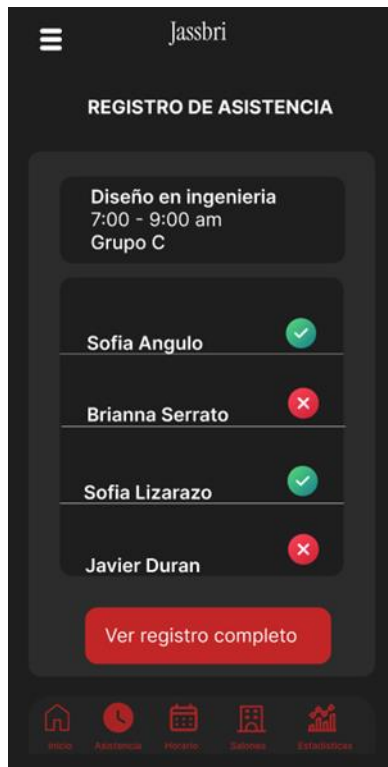 Jassbri
REGISTRO DE ASISTENCIA
Diseño en ingenieria
7:00 - 9:00 am
Grupo C
Sofia Angulo
Brianna Serrato
Sofia Lizarazo
Javier Duran
Ver registro completo
Inicio Asistencia Horario Salones Estadisticas